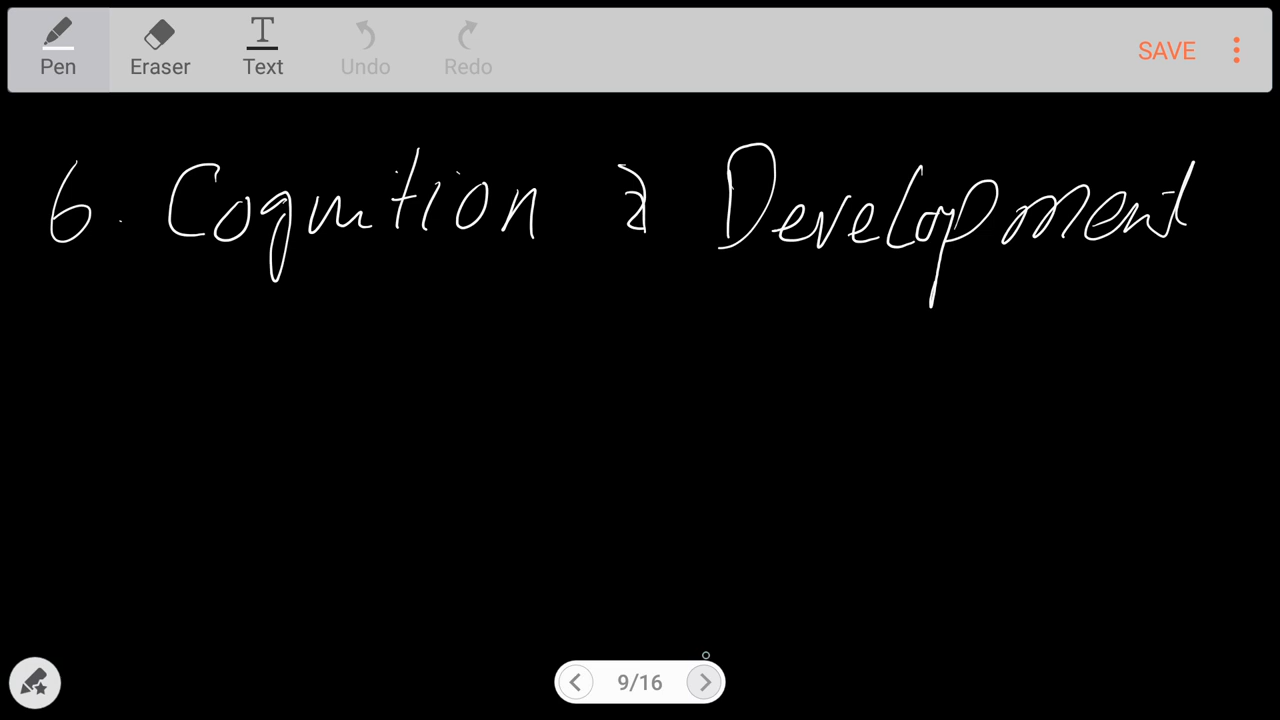 Pen Eraser Text Undo Redo SAVE
6. Cognition & Development
9/16